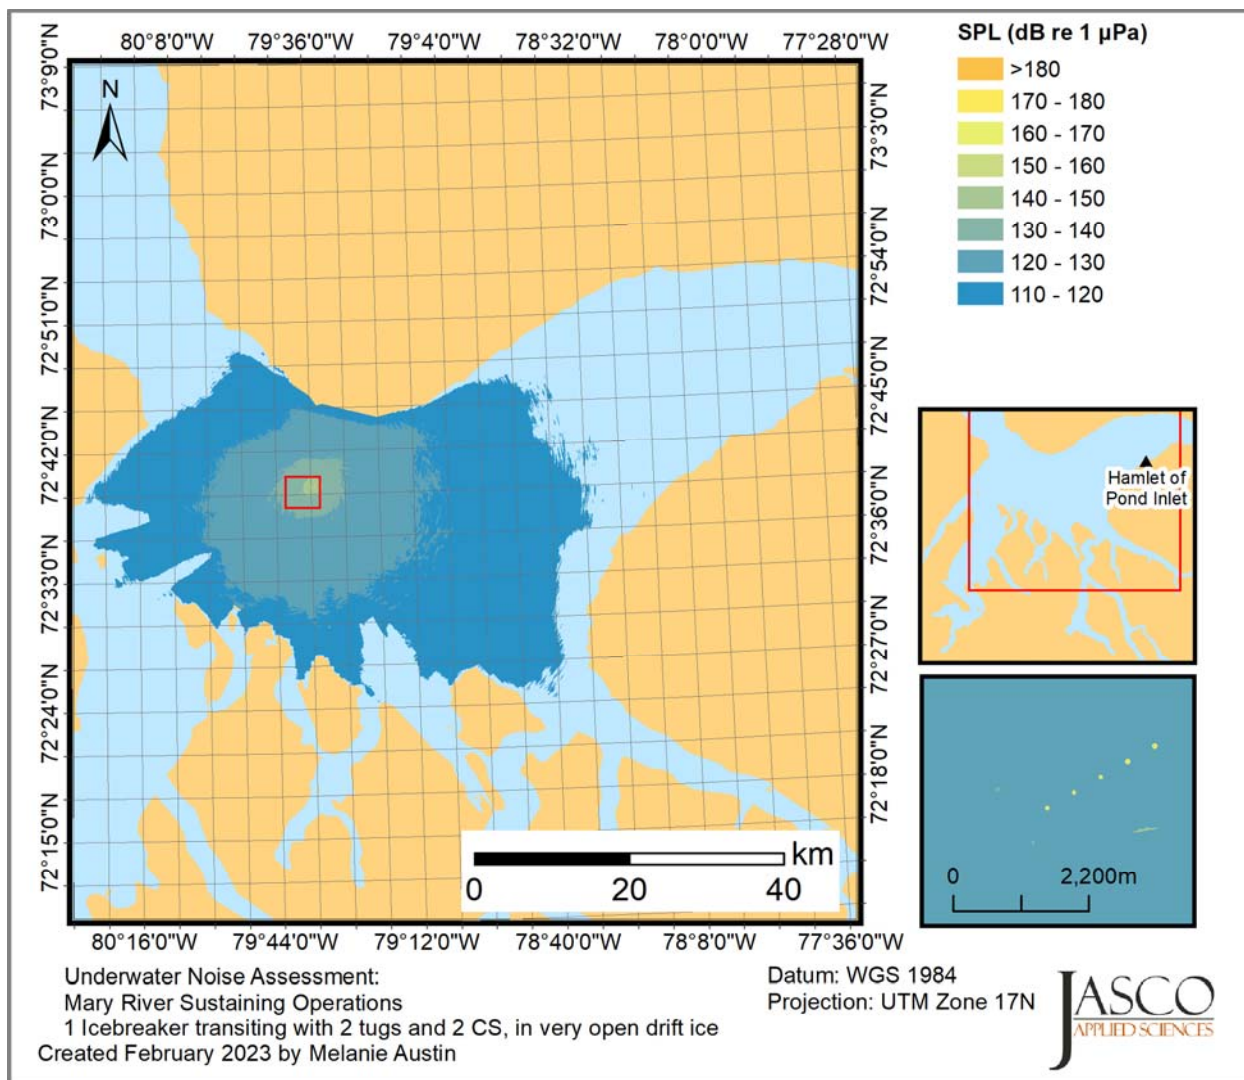 80°8'0"W 79°36'0"W 79°4'0"W 78°32'0"W 78°0'0"W 77°28'0"W
73°9'0"N
73°0'0"N
72°51'0"N
72°42'0"N
72°33'0"N
72°24'0"N
72°15'0"N
N
73°3'0"N
72°54'0"N
72°45'0"N
72°36'0"N
72°27'0"N
72°18'0"N
km
0 20 40
80°16'0"W 79°44'0"W 79°12'0"W 78°40'0"W 78°8'0"W 77°36'0"W
SPL (dB re 1 µPa)
>180
170 - 180
160 - 170
150 - 160
140 - 150
130 - 140
120 - 130
110 - 120
Hamlet of
Pond Inlet
0 2,200m
Underwater Noise Assessment:
Mary River Sustaining Operations
1 Icebreaker transiting with 2 tugs and 2 CS, in very open drift ice
Created February 2023 by Melanie Austin
Datum: WGS 1984
Projection: UTM Zone 17N
JASCO
APPLIED SCIENCES